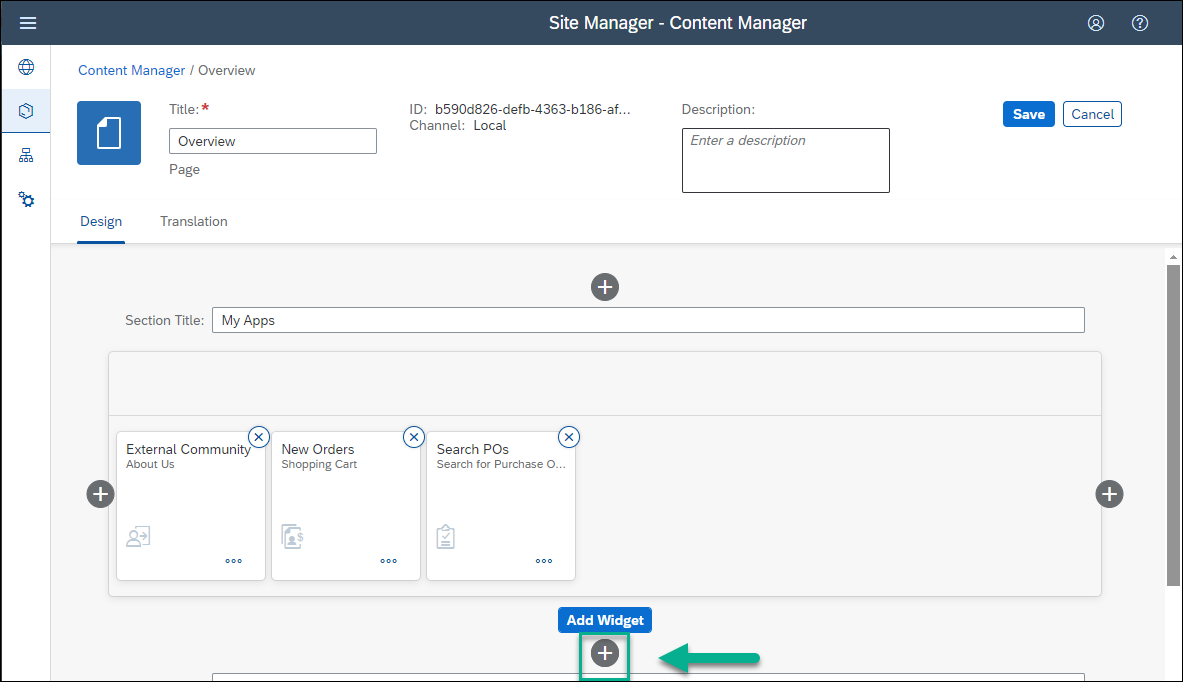 Site Manager - Content Manager
Content Manager / Overview
Title:*
Overview
Page
ID: b590d826-defb-4363-b186-af...
Channel: Local
Description:
Enter a description
Save
Cancel
Design
Translation
Section Title:
My Apps
External Community
About Us
New Orders
Shopping Cart
Search POs
Search for Purchase O...
Add Widget